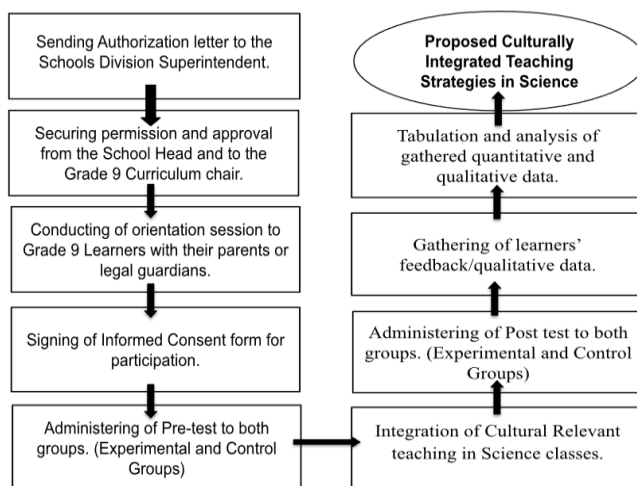 Sending Authorization letter to the
Schools Division Superintendent.
Securing permission and approval
from the School Head and to the
Grade 9 Curriculum chair.
Conducting of orientation session to
Grade 9 Learners with their parents or
legal guardians.
Signing of Informed Consent form for
participation.
Administering of Pre-test to both
groups. (Experimental and Control
Groups)
Integration of Cultural Relevant
teaching in Science classes.
Administering of Post test to both
groups. (Experimental and Control
Groups)
Gathering of learners’
feedback/qualitative data.
Tabulation and analysis of
gathered quantitative and
qualitative data.
Proposed Culturally
Integrated Teaching
Strategies in Science